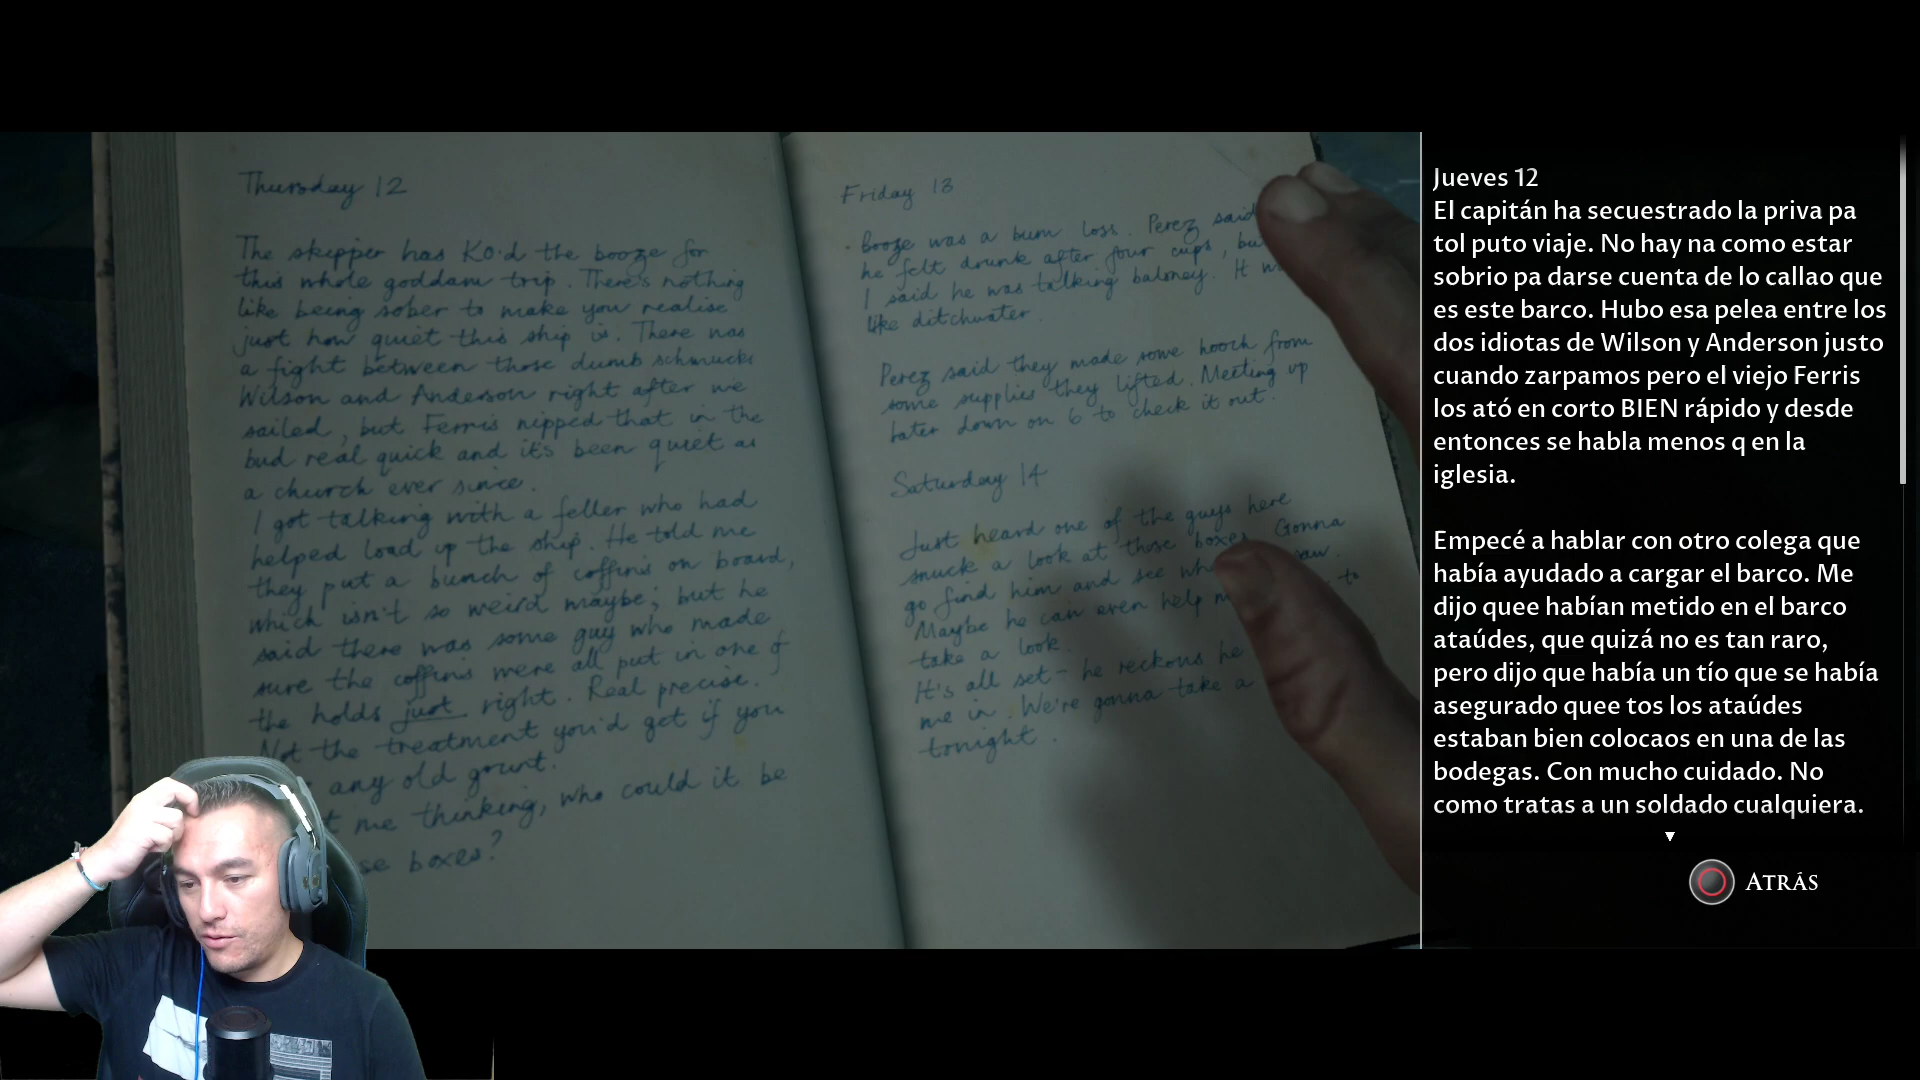 Thursday 12
The skipper has KO'd the booze for
this whole goddam trip. There's nothing
like being sober to make you realise
just how quiet this ship is. There was
a fight between those dumb schmucks
Wilson and Anderson right after we
sailed, but Ferris nipped that in the
bud real quick and it's been quiet as
a church ever since.
I got talking with a feller who had
helped load up the ship. He told me
they put a bunch of coffins on board,
which isn't so weird maybe; but he
said there was some guy who made
sure the coffins were all put in one of
the holds just right. Real precise.
Not the treatment you'd get if you
any old grunt.
me thinking, who could it be
boxes?
Friday 13
Booze was a bum loss. Perez said
he felt drunk after four cups, bu
I said he was talking baloney. It w
like ditchwater.
Perez said they made some hooch from
some supplies they lifted. Meeting up
later down on 6 to check it out.
Saturday 14
Just heard one of the guys here
snuck a look at those boxes. Gonna
go find him and see saw.
Maybe he can even help to
take a look.
It's all set - he reckons he
me in. We're gonna take a
tonight.
Jueves 12
El capitán ha secuestrado la priva pa
tol puto viaje. No hay na como estar
sobrio pa darse cuenta de lo callao que
es este barco. Hubo esa pelea entre los
dos idiotas de Wilson y Anderson justo
cuando zarpamos pero el viejo Ferris
los ató en corto BIEN rápido y desde
entonces se habla menos q en la
iglesia.
Empecé a hablar con otro colega que
había ayudado a cargar el barco. Me
dijo quee habían metido en el barco
ataúdes, que quizá no es tan raro,
pero dijo que había un tío que se había
asegurado quee tos los ataúdes
estaban bien colocaos en una de las
bodegas. Con mucho cuidado. No
como tratas a un soldado cualquiera.
ATRÁS